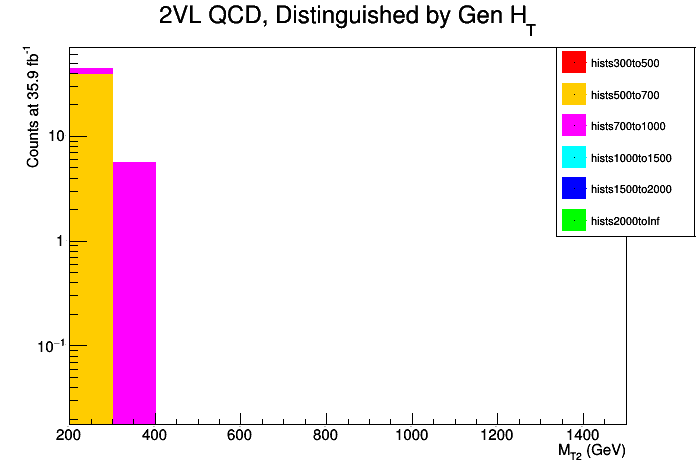 2VL QCD, Distinguished by Gen H_T
Counts at 35.9 fb^-1
10
1
10^-1
hists300to500
hists500to700
hists700to1000
hists1000to1500
hists1500to2000
hists2000toInf
200 400 600 800 1000 1200 1400
M_T2 (GeV)